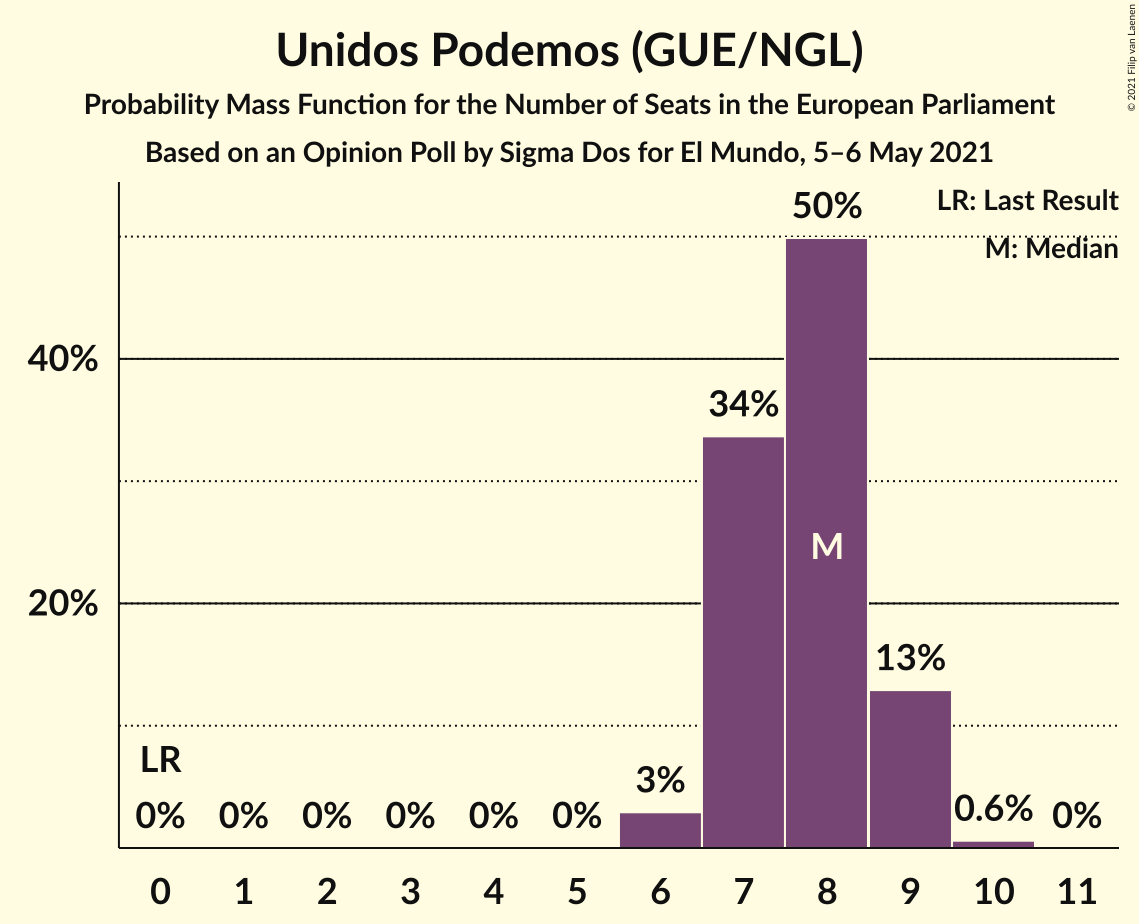 Unidos Podemos (GUE/NGL)
Probability Mass Function for the Number of Seats in the European Parliament
Based on an Opinion Poll by Sigma Dos for El Mundo, 5–6 May 2021
© 2021 Filip van Laenen
LR: Last Result
M: Median
50%
40%
34%
M
20%
13%
LR
3%
0% 0% 0% 0% 0% 0% 0.6% 0%
0 1 2 3 4 5 6 7 8 9 10 11